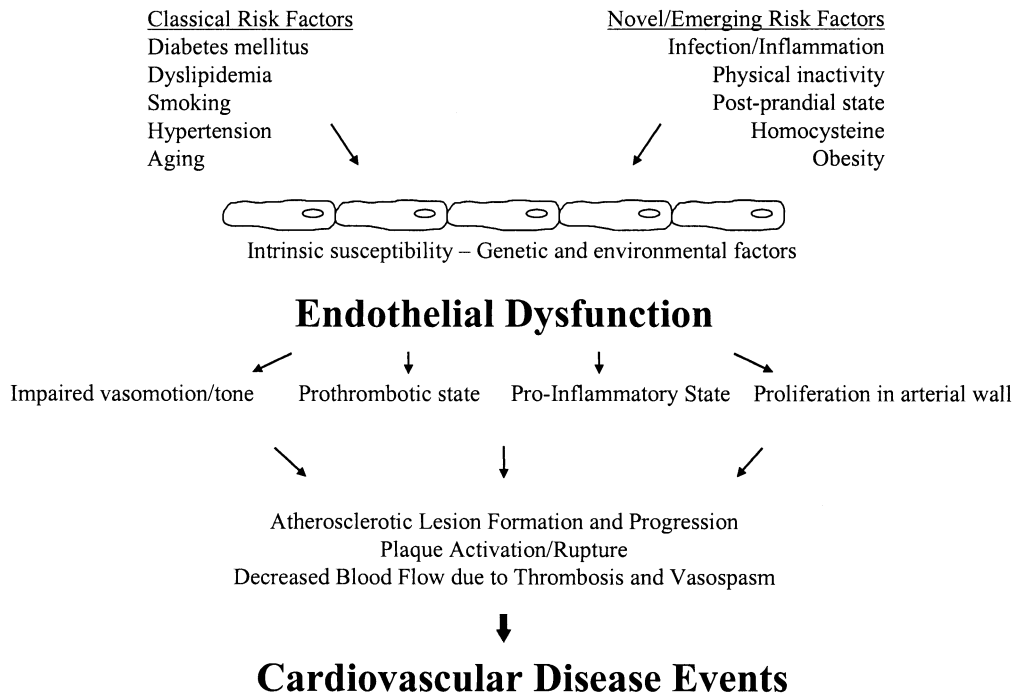 Classical Risk Factors
Diabetes mellitus
Dyslipidemia
Smoking
Hypertension
Aging
Novel/Emerging Risk Factors
Infection/Inflammation
Physical inactivity
Post-prandial state
Homocysteine
Obesity
Intrinsic susceptibility – Genetic and environmental factors
Endothelial Dysfunction
Impaired vasomotion/tone
Prothrombotic state
Pro-Inflammatory State
Proliferation in arterial wall
Atherosclerotic Lesion Formation and Progression
Plaque Activation/Rupture
Decreased Blood Flow due to Thrombosis and Vasospasm
Cardiovascular Disease Events